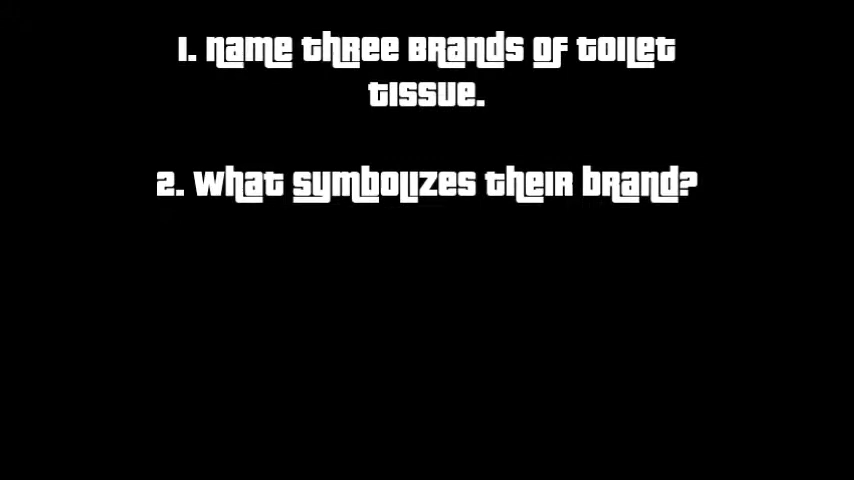 1. Name three brands of toilet
tissue.
2. What symbolizes their brand?